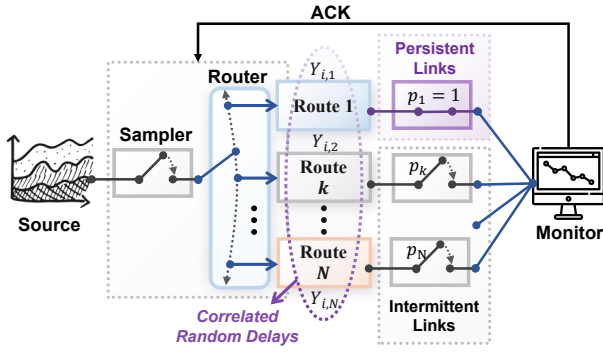 ACK
Persistent
Links
Router
Y_{i,1}
Route 1
p_1 = 1
Sampler
Y_{i,2}
Route
k
p_k
Source
Monitor
Route
N
p_N
Y_{i,N}
Correlated
Random Delays
Intermittent
Links